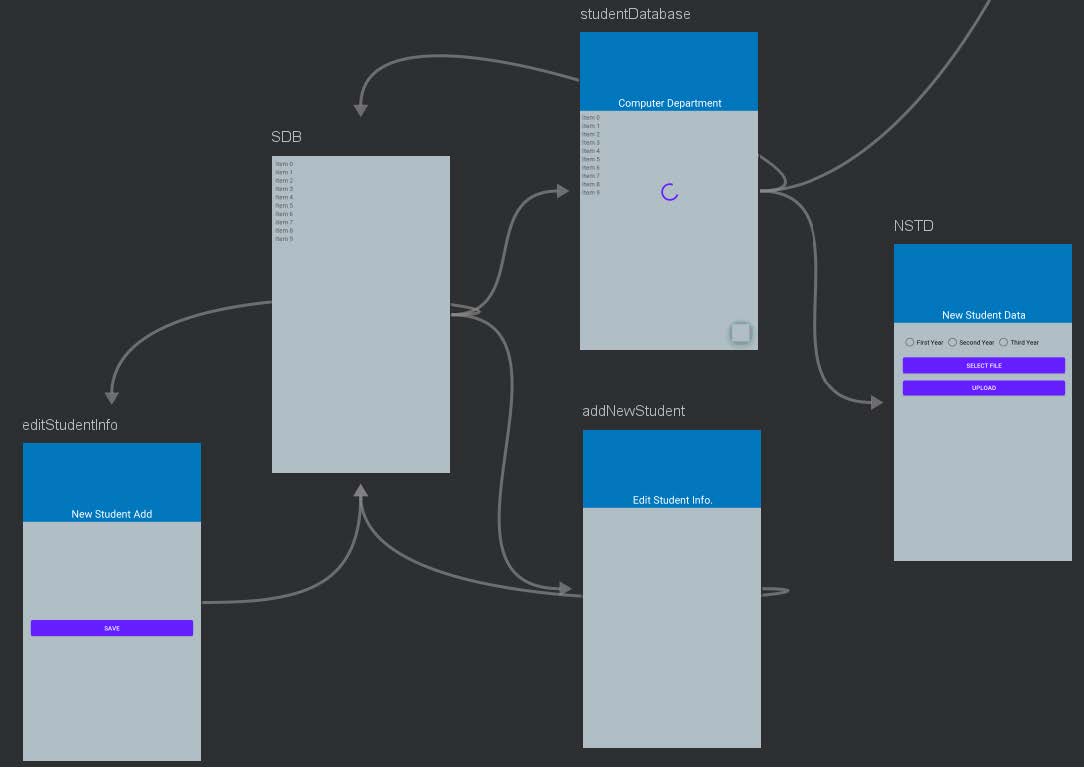 studentDatabase
Computer Department
Item 0
Item 1
Item 2
Item 3
Item 4
Item 5
Item 6
Item 7
Item 8
Item 9
SDB
Item 0
Item 1
Item 2
Item 3
Item 4
Item 5
Item 6
Item 7
Item 8
Item 9
NSTD
New Student Data
First Year Second Year Third Year
SELECT FILE
UPLOAD
editStudentInfo
New Student Add
SAVE
addNewStudent
Edit Student Info.